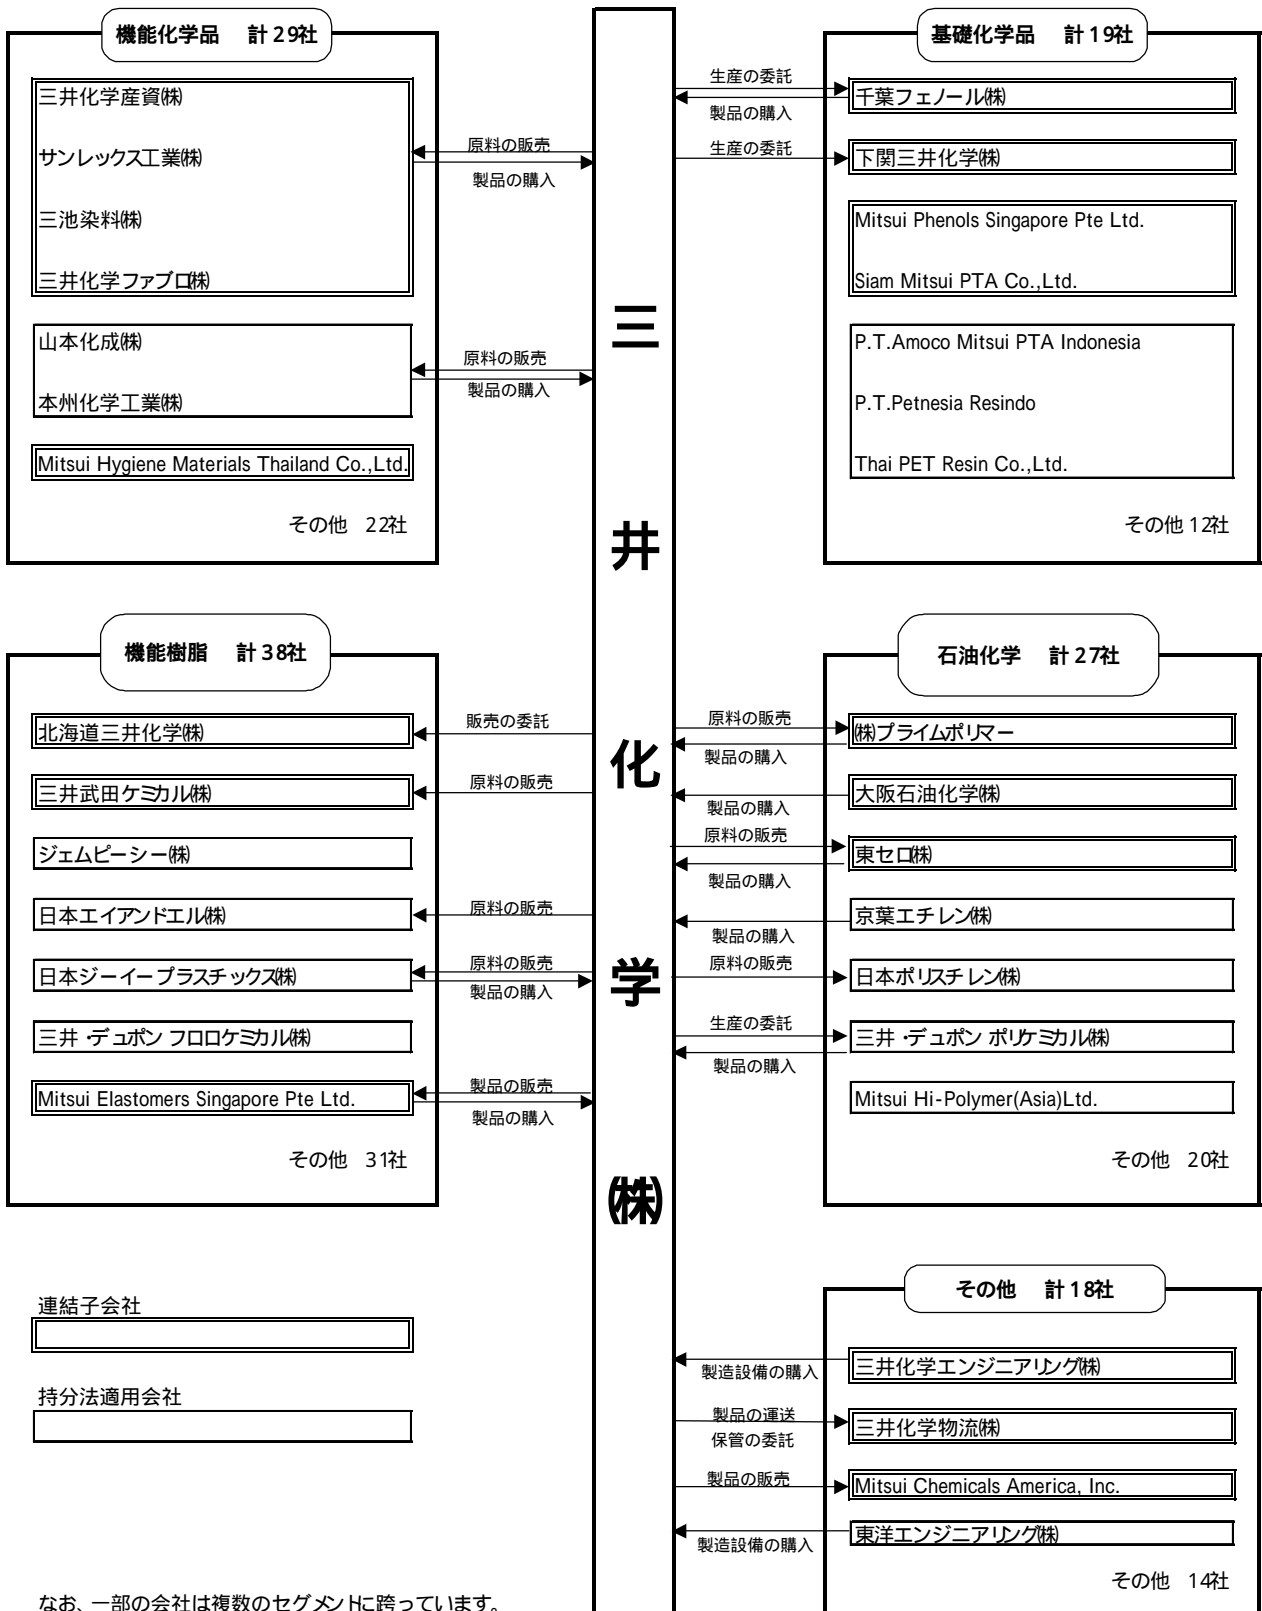 機能化学品 計29社
三井化学産資㈱
サンレックス工業㈱
三池染料㈱
三井化学ファブロ㈱
原料の販売
製品の購入
山本化成㈱
本州化学工業㈱
原料の販売
製品の購入
Mitsui Hygiene Materials Thailand Co.,Ltd.
その他 22社
機能樹脂 計38社
北海道三井化学㈱
販売の委託
三井武田ケミカル㈱
原料の販売
ジェムピーシー㈱
日本エイアンドエル㈱
原料の販売
日本ジーイープラスチックス㈱
原料の販売
製品の購入
三井・デュポン フロロケミカル㈱
Mitsui Elastomers Singapore Pte Ltd.
製品の販売
製品の購入
その他 31社
連結子会社
持分法適用会社
なお、一部の会社は複数のセグメントに跨っています。
三
井
化
学
㈱
基礎化学品 計19社
生産の委託
製品の購入
千葉フェノール㈱
生産の委託
下関三井化学㈱
Mitsui Phenols Singapore Pte Ltd.
Siam Mitsui PTA Co.,Ltd.
P.T.Amoco Mitsui PTA Indonesia
P.T.Petnesia Resindo
Thai PET Resin Co.,Ltd.
その他 12社
石油化学 計27社
原料の販売
製品の購入
㈱プライムポリマー
製品の購入
大阪石油化学㈱
原料の販売
製品の購入
東セロ㈱
製品の購入
京葉エチレン㈱
原料の販売
日本ポリスチレン㈱
生産の委託
製品の購入
三井・デュポン ポリケミカル㈱
Mitsui Hi-Polymer(Asia)Ltd.
その他 20社
その他 計18社
製造設備の購入
三井化学エンジニアリング㈱
製品の運送
保管の委託
三井化学物流㈱
製品の販売
Mitsui Chemicals America, Inc.
製造設備の購入
東洋エンジニアリング㈱
その他 14社